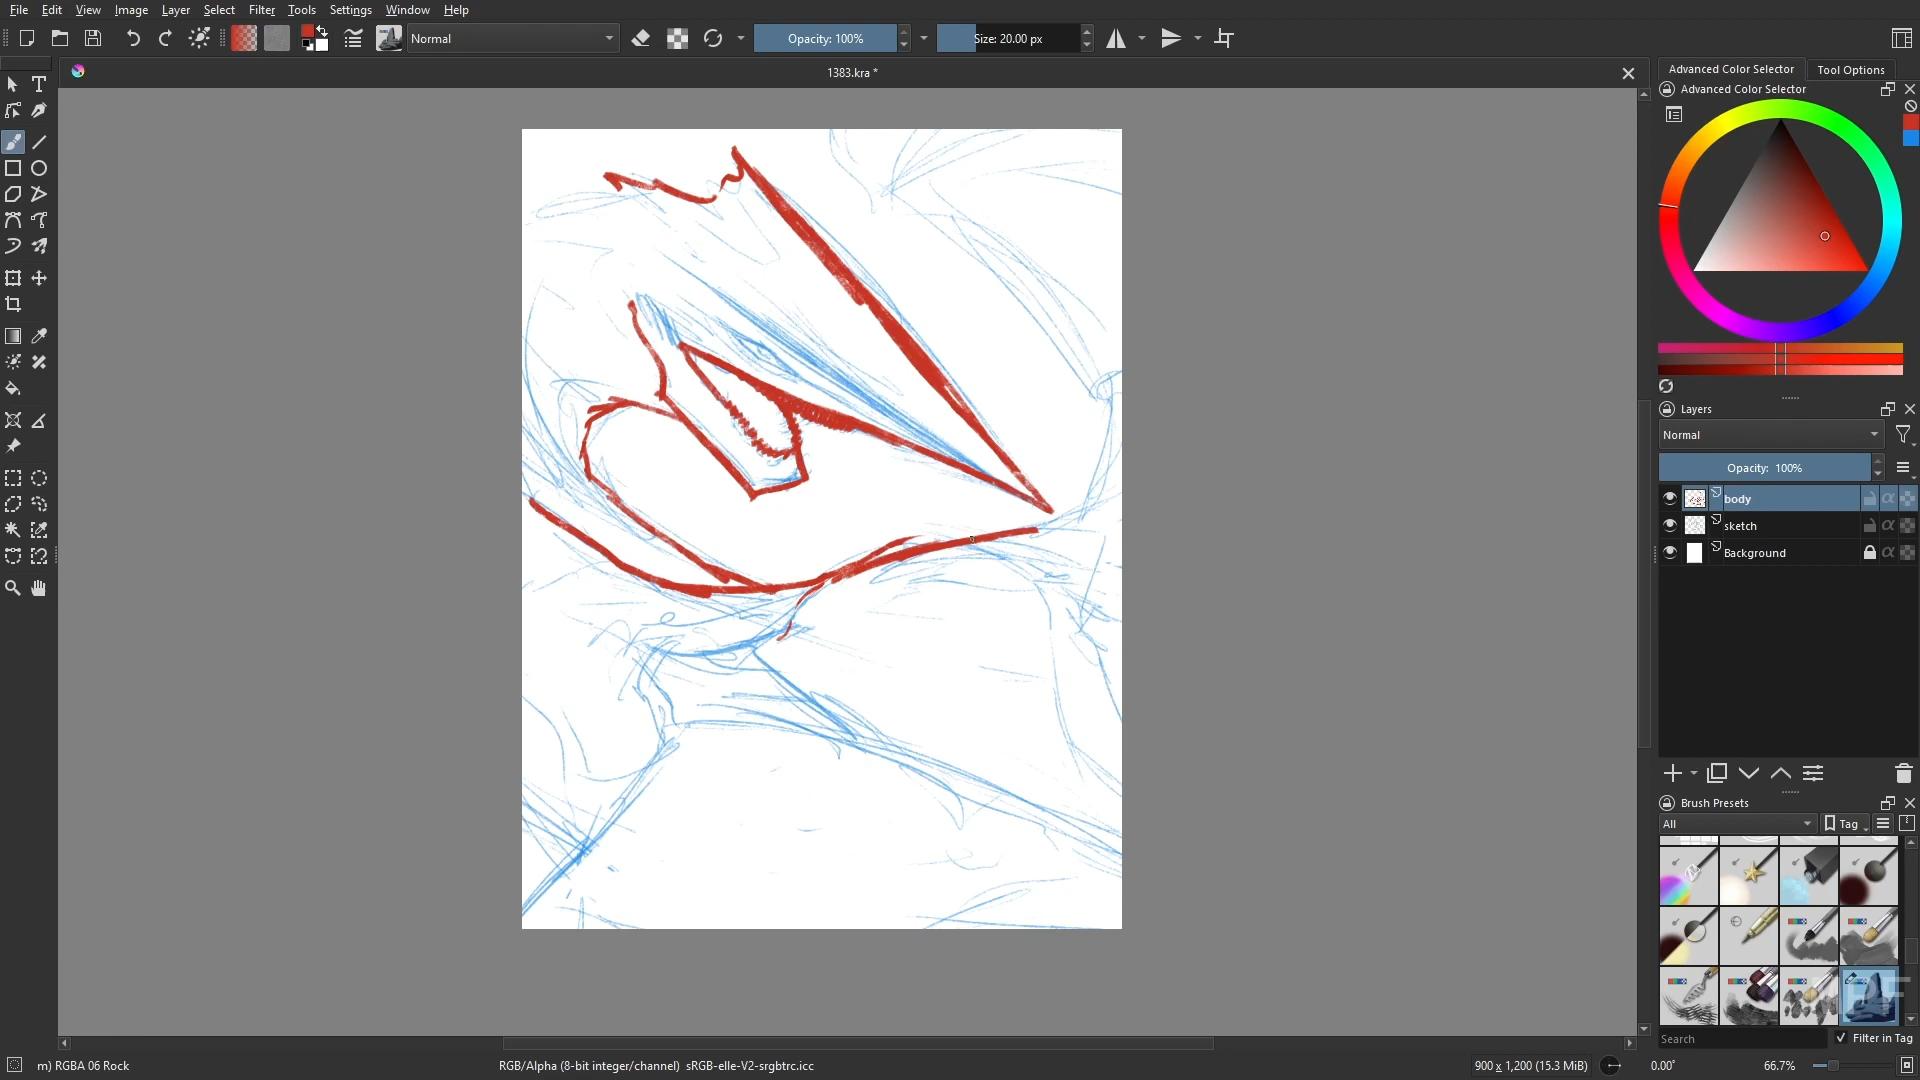 File Edit View Image Layer Select Filter Tools Settings Window Help
Normal
Opacity: 100%
Size: 20.00 px
1383.kra *
Advanced Color Selector Tool Options
Advanced Color Selector
Layers
Normal
Opacity: 100%
body
sketch
Background
Brush Presets
All
Tag
Search
Filter in Tag
m) RGBA 06 Rock
RGB/Alpha (8-bit integer/channel) sRGB-elle-V2-srgbtrc.icc
900 x 1,200 (15.3 MiB)
0.00°
66.7%